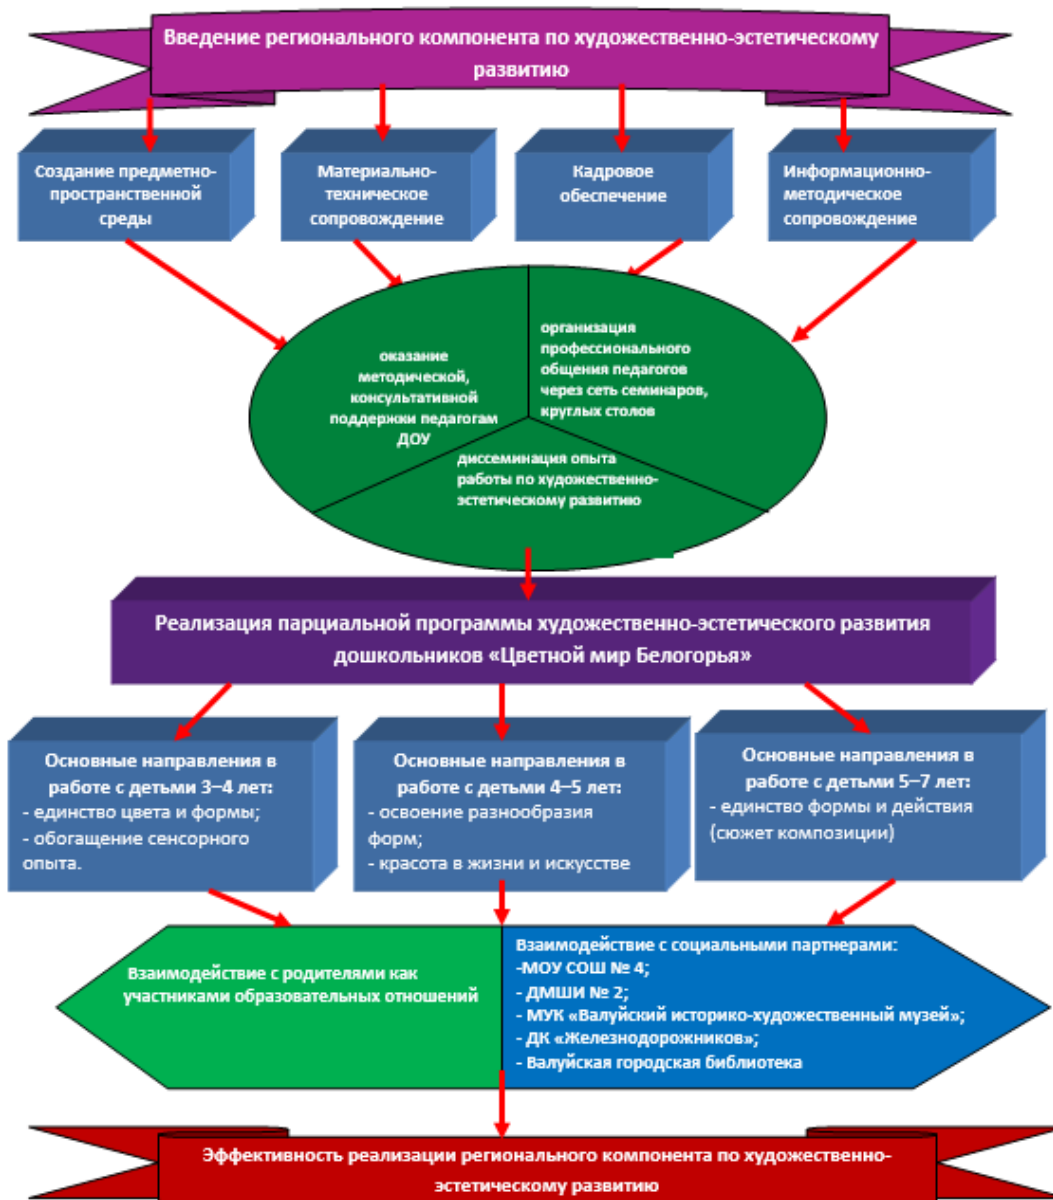 Введение регионального компонента по художественно-эстетическому
развитию
Создание предметно-
пространственной
среды
Материально-
техническое
сопровождение
Кадровое
обеспечение
Информационно-
методическое
сопровождение
оказание
методической,
консультативной
поддержки педагогам
ДОУ
организация
профессионального
общения педагогов
через сеть семинаров,
круглых столов
диссеминация опыта
работы по художественно-
эстетическому развитию
Реализация парциальной программы художественно-эстетического развития
дошкольников «Цветной мир Белогорья»
Основные направления в
работе с детьми 3–4 лет:
- единство цвета и формы;
- обогащение сенсорного
опыта.
Основные направления в
работе с детьми 4–5 лет:
- освоение разнообразия
форм;
- красота в жизни и искусстве
Основные направления в
работе с детьми 5–7 лет:
- единство формы и действия
(сюжет композиции)
Взаимодействие с родителями как
участниками образовательных отношений
Взаимодействие с социальными партнерами:
-МОУ СОШ № 4;
- ДМШИ № 2;
- МУК «Валуйский историко-художественный музей»;
- ДК «Железнодорожников»;
- Валуйская городская библиотека
Эффективность реализации регионального компонента по художественно-
эстетическому развитию